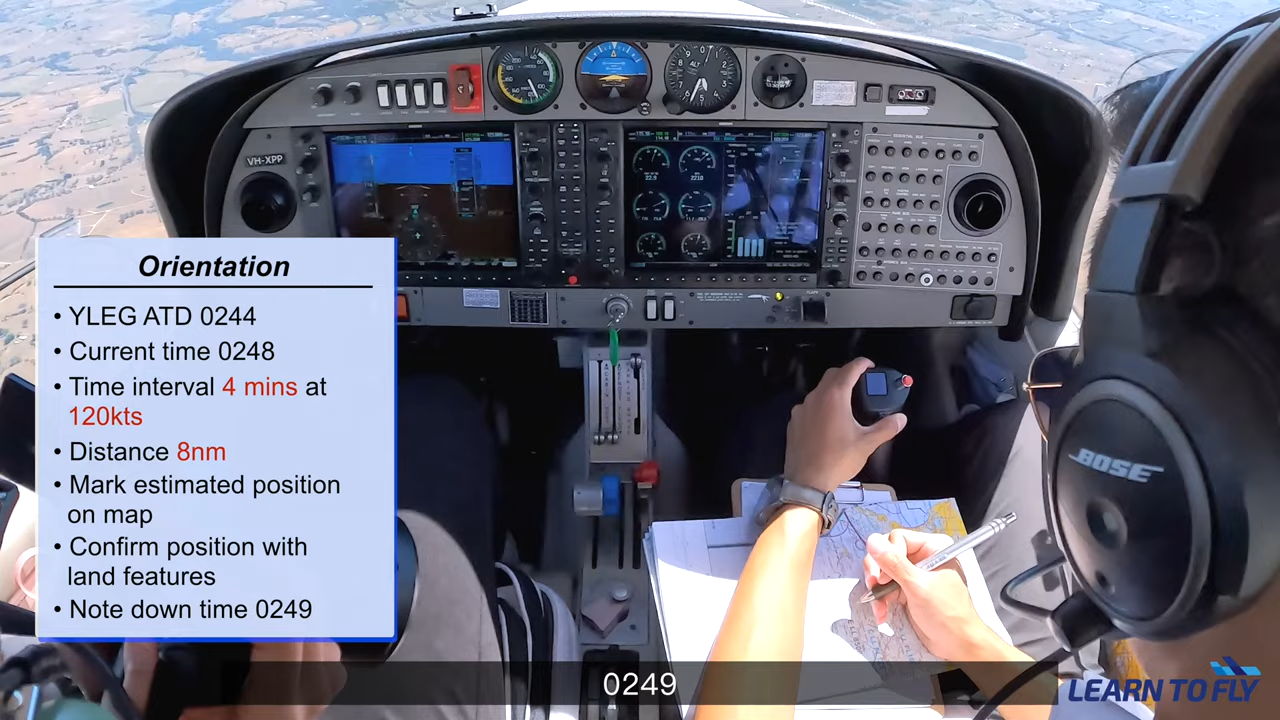 VH-XPP
Orientation
• YLEG ATD 0244
• Current time 0248
• Time interval 4 mins at
120kts
• Distance 8nm
• Mark estimated position
on map
• Confirm position with
land features
• Note down time 0249
BOSE
0249
LEARN TO FLY